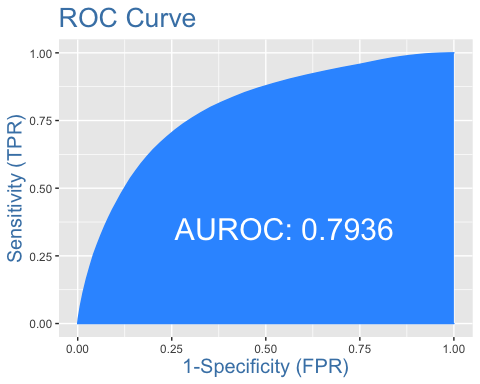 ROC Curve
Sensitivity (TPR)
1.00
0.75
0.50
0.25
0.00
AUROC: 0.7936
0.00 0.25 0.50 0.75 1.00
1-Specificity (FPR)